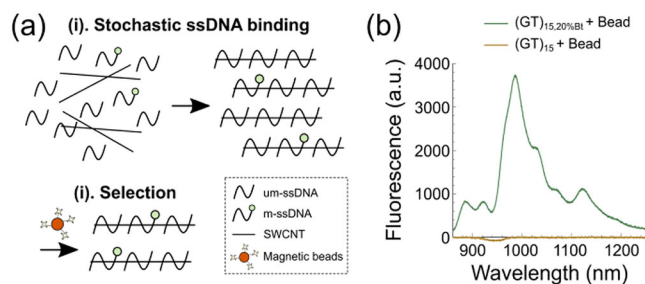 (a)
(i). Stochastic ssDNA binding
(i). Selection
um-ssDNA
m-ssDNA
SWCNT
Magnetic beads
(b)
(GT)15,20%Bt + Bead
(GT)15 + Bead
Fluorescence (a.u.)
4000
3000
2000
1000
0
900
1000
1100
1200
Wavelength (nm)